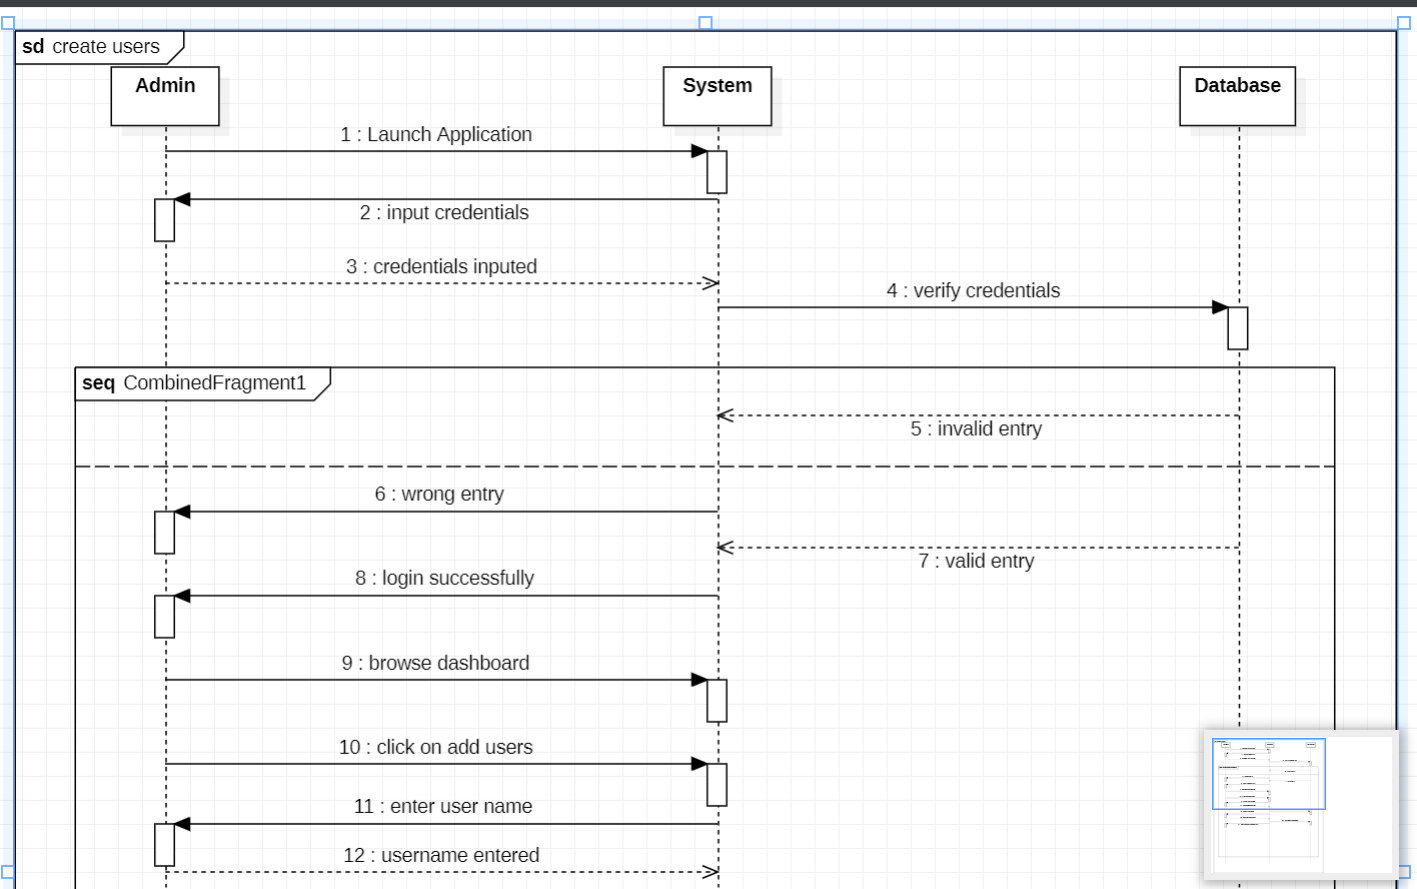 sd create users
Admin
System
Database
1 : Launch Application
2 : input credentials
3 : credentials inputed
4 : verify credentials
seq CombinedFragment1
5 : invalid entry
6 : wrong entry
7 : valid entry
8 : login successfully
9 : browse dashboard
10 : click on add users
11 : enter user name
12 : username entered